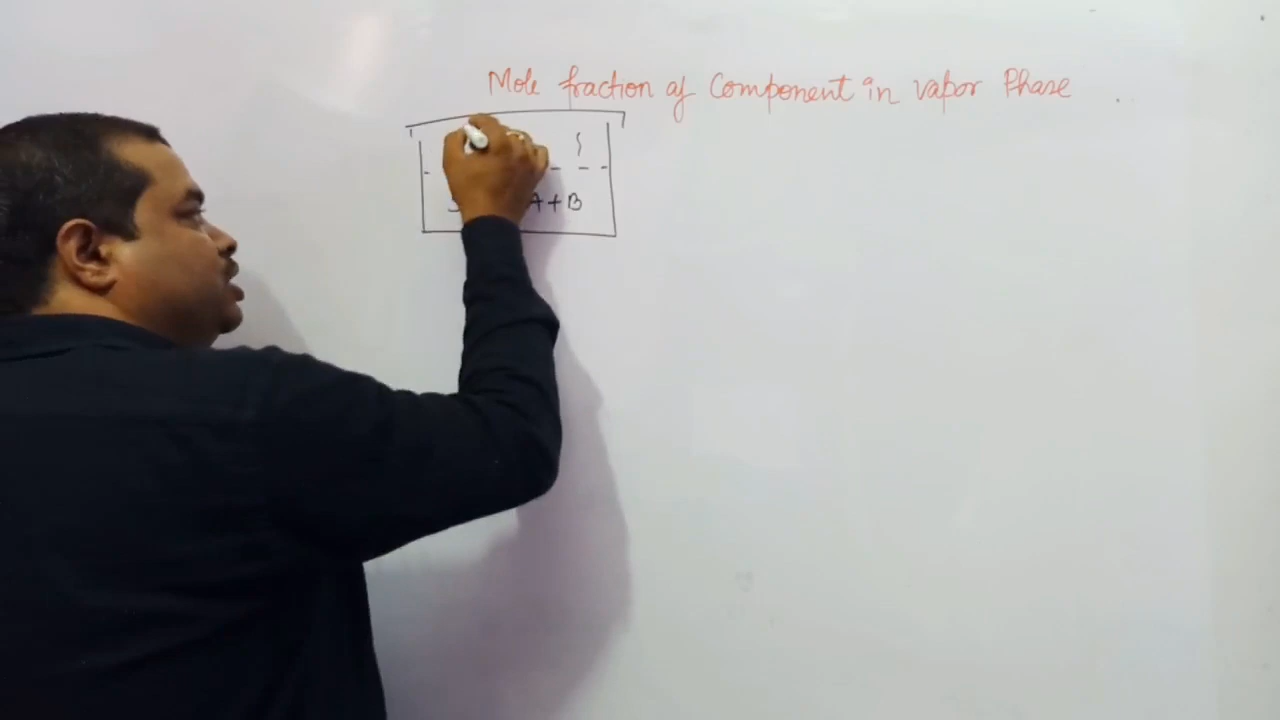 Mole fraction of Component in vapor Phase
A + B